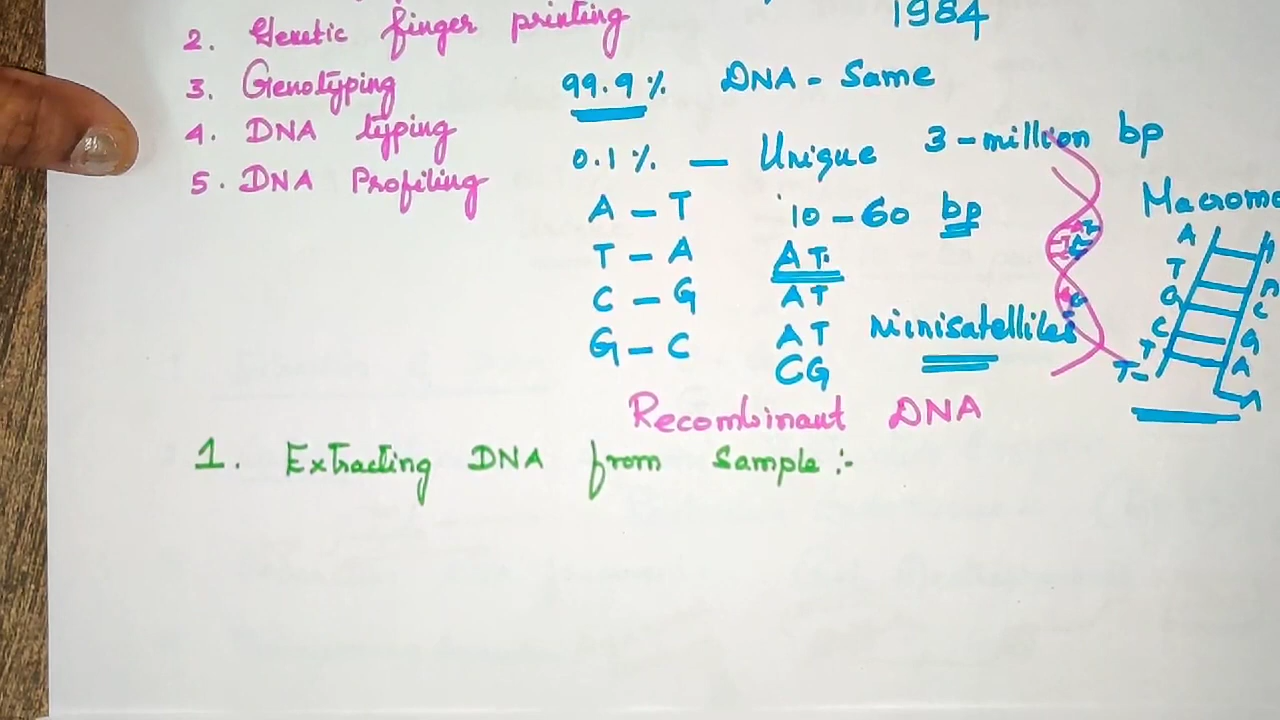 2. Genetic finger printing
1984
3. Genotyping
99.9% DNA - Same
4. DNA typing
0.1% — Unique 3-million bp
5. DNA Profiling
A - T
10 - 60 bp
T - A
AT
C - G
AT
G - C
AT
CG
minisatellites
Macromo
A
T
G
C
T
T-
C
G
A
Recombinant DNA
1. Extracting DNA from Sample :-